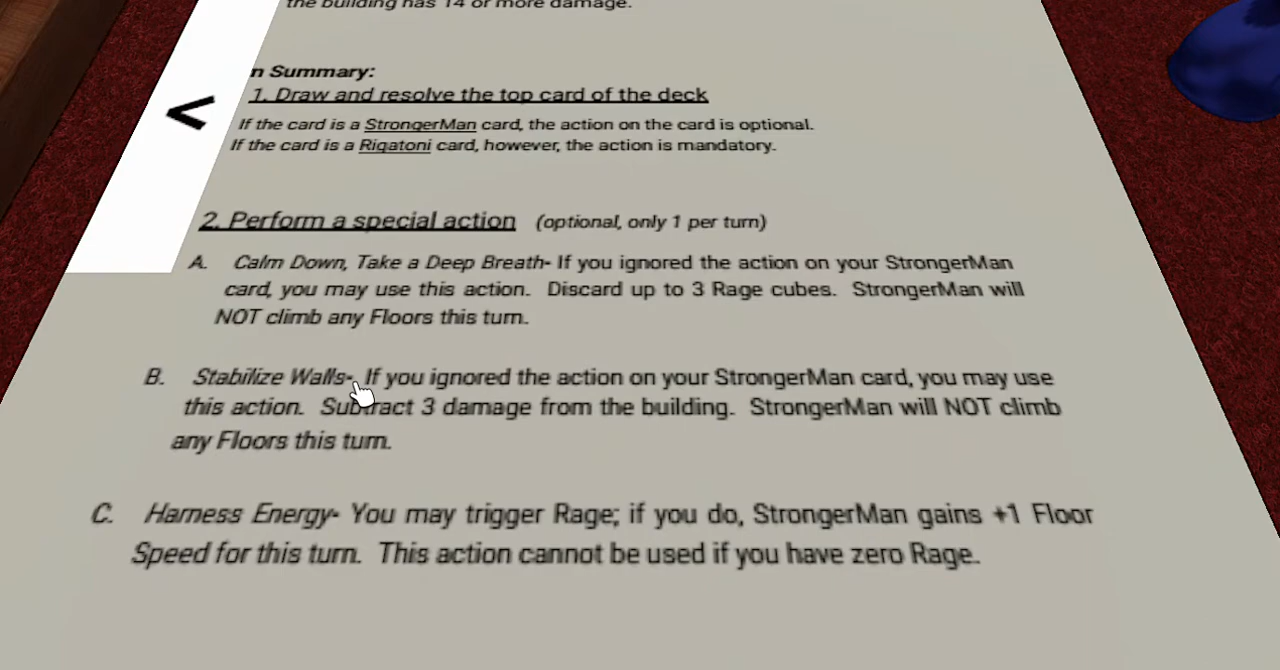 the building has 14 or more damage.
n Summary:
<
1. Draw and resolve the top card of the deck
If the card is a StrongerMan card, the action on the card is optional.
If the card is a Rigatoni card, however, the action is mandatory.
2. Perform a special action (optional, only 1 per turn)
A. Calm Down, Take a Deep Breath- If you ignored the action on your StrongerMan
card, you may use this action. Discard up to 3 Rage cubes. StrongerMan will
NOT climb any Floors this turn.
B. Stabilize Walls- If you ignored the action on your StrongerMan card, you may use
this action. Subtract 3 damage from the building. StrongerMan will NOT climb
any Floors this turn.
C. Harness Energy- You may trigger Rage; if you do, StrongerMan gains +1 Floor
Speed for this turn. This action cannot be used if you have zero Rage.